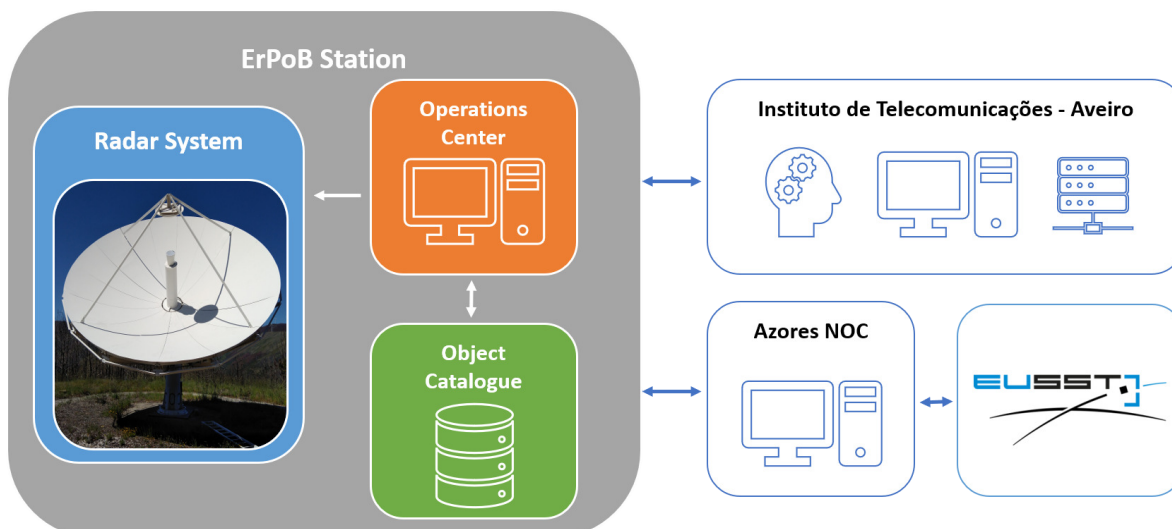 ErPoB Station
Radar System
Operations
Center
Object
Catalogue
Instituto de Telecomunicações - Aveiro
Azores NOC
EUSST